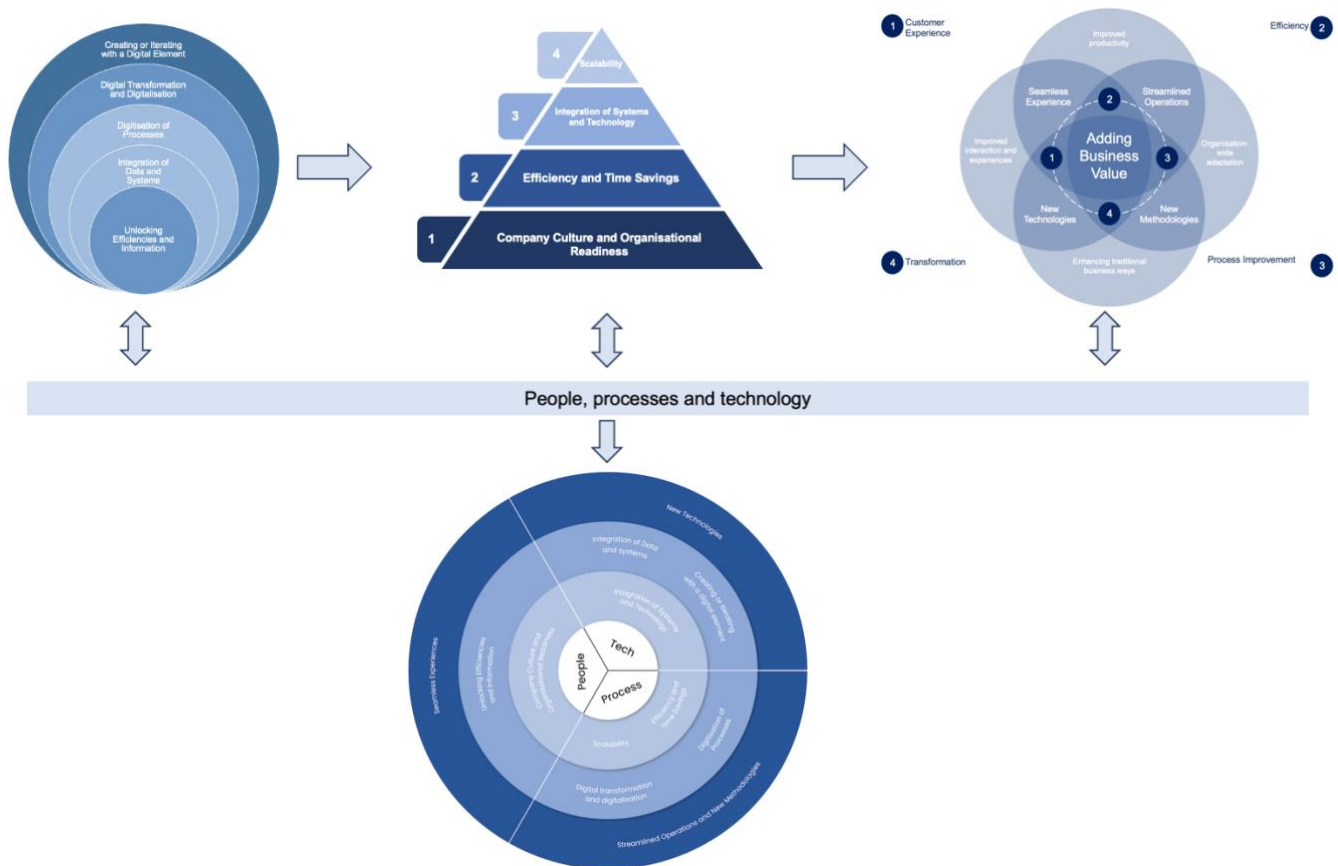 Creating or Iterating
with a Digital Element
Digital Transformation
and Digitalisation
Digitisation of
Processes
Integration of
Data and
Systems
Unlocking
Efficiencies and
Information
4
Scalability
3
Integration of Systems
and Technology
2
Efficiency and Time Savings
1
Company Culture and Organisational
Readiness
1
Customer
Experience
Efficiency
2
Improved
productivity
Seamless
Experience
2
Streamlined
Operations
Improved
interaction and
experiences
1
Adding
Business
Value
3
Organisation-
wide
adaptation
New
Technologies
4
New
Methodologies
4
Transformation
Enhancing traditional
business ways
Process Improvement
3
People, processes and technology
New Technologies
Integration of Data
and systems
Creating or iterating
with a digital element
Integration of Systems
and Technology
Tech
People
Process
Company Culture and
Organisational Readiness
Unlocking Efficiencies
and Information
Seamless Experiences
Efficiency and
Time Savings
Scalability
Digitisation of
Processes
Digital transformation
and digitalisation
Streamlined Operations and New Methodologies